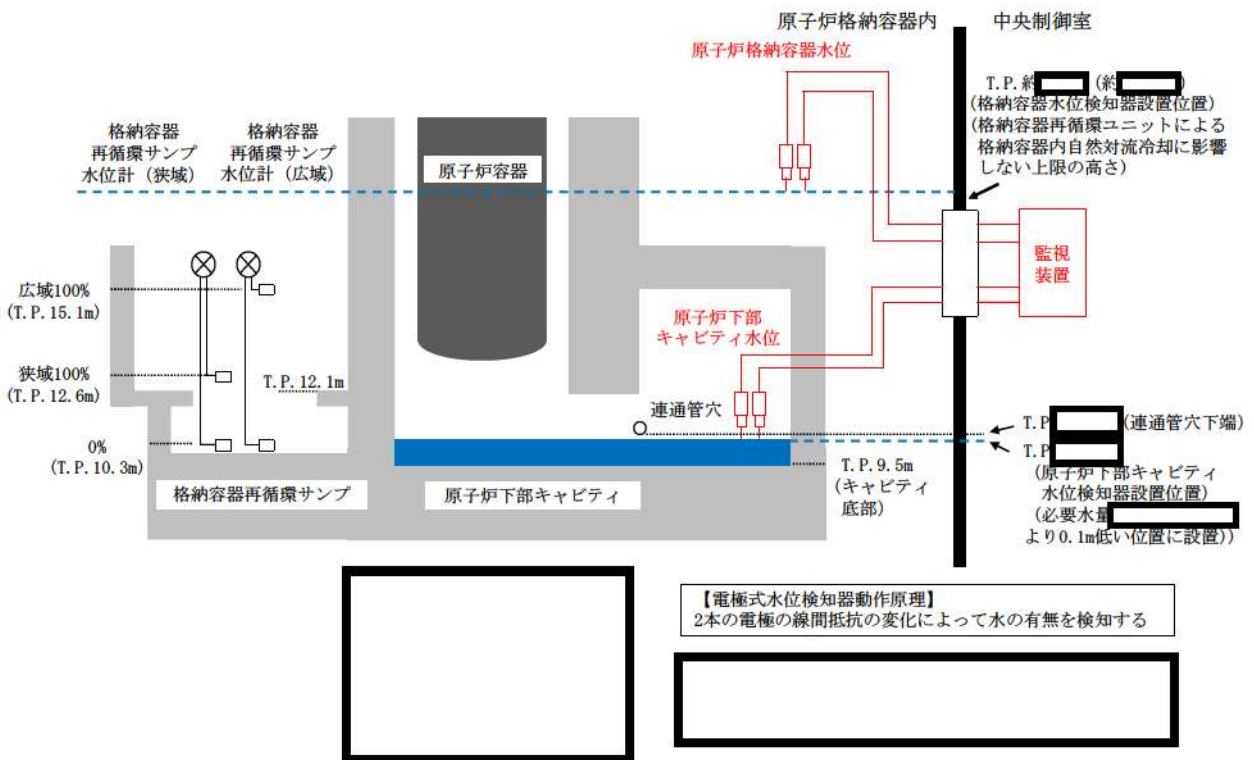 原子炉格納容器内
中央制御室
原子炉格納容器水位
T.P.約 (約 )
(格納容器水位検知器設置位置)
(格納容器再循環ユニットによる
格納容器内自然対流冷却に影響
しない上限の高さ)
格納容器
再循環サンプ
水位計（狭域）
格納容器
再循環サンプ
水位計（広域）
原子炉容器
監視
装置
広域100%
(T.P.15.1m)
原子炉下部
キャビティ水位
狭域100%
(T.P.12.6m)
T.P.12.1m
連通管穴
T.P (連通管穴下端)
0%
(T.P.10.3m)
T.P
(原子炉下部キャビティ
水位検知器設置位置)
(必要水量
より0.1m低い位置に設置))
T.P.9.5m
(キャビティ
底部)
格納容器再循環サンプ
原子炉下部キャビティ
【電極式水位検知器動作原理】
2本の電極の線間抵抗の変化によって水の有無を検知する